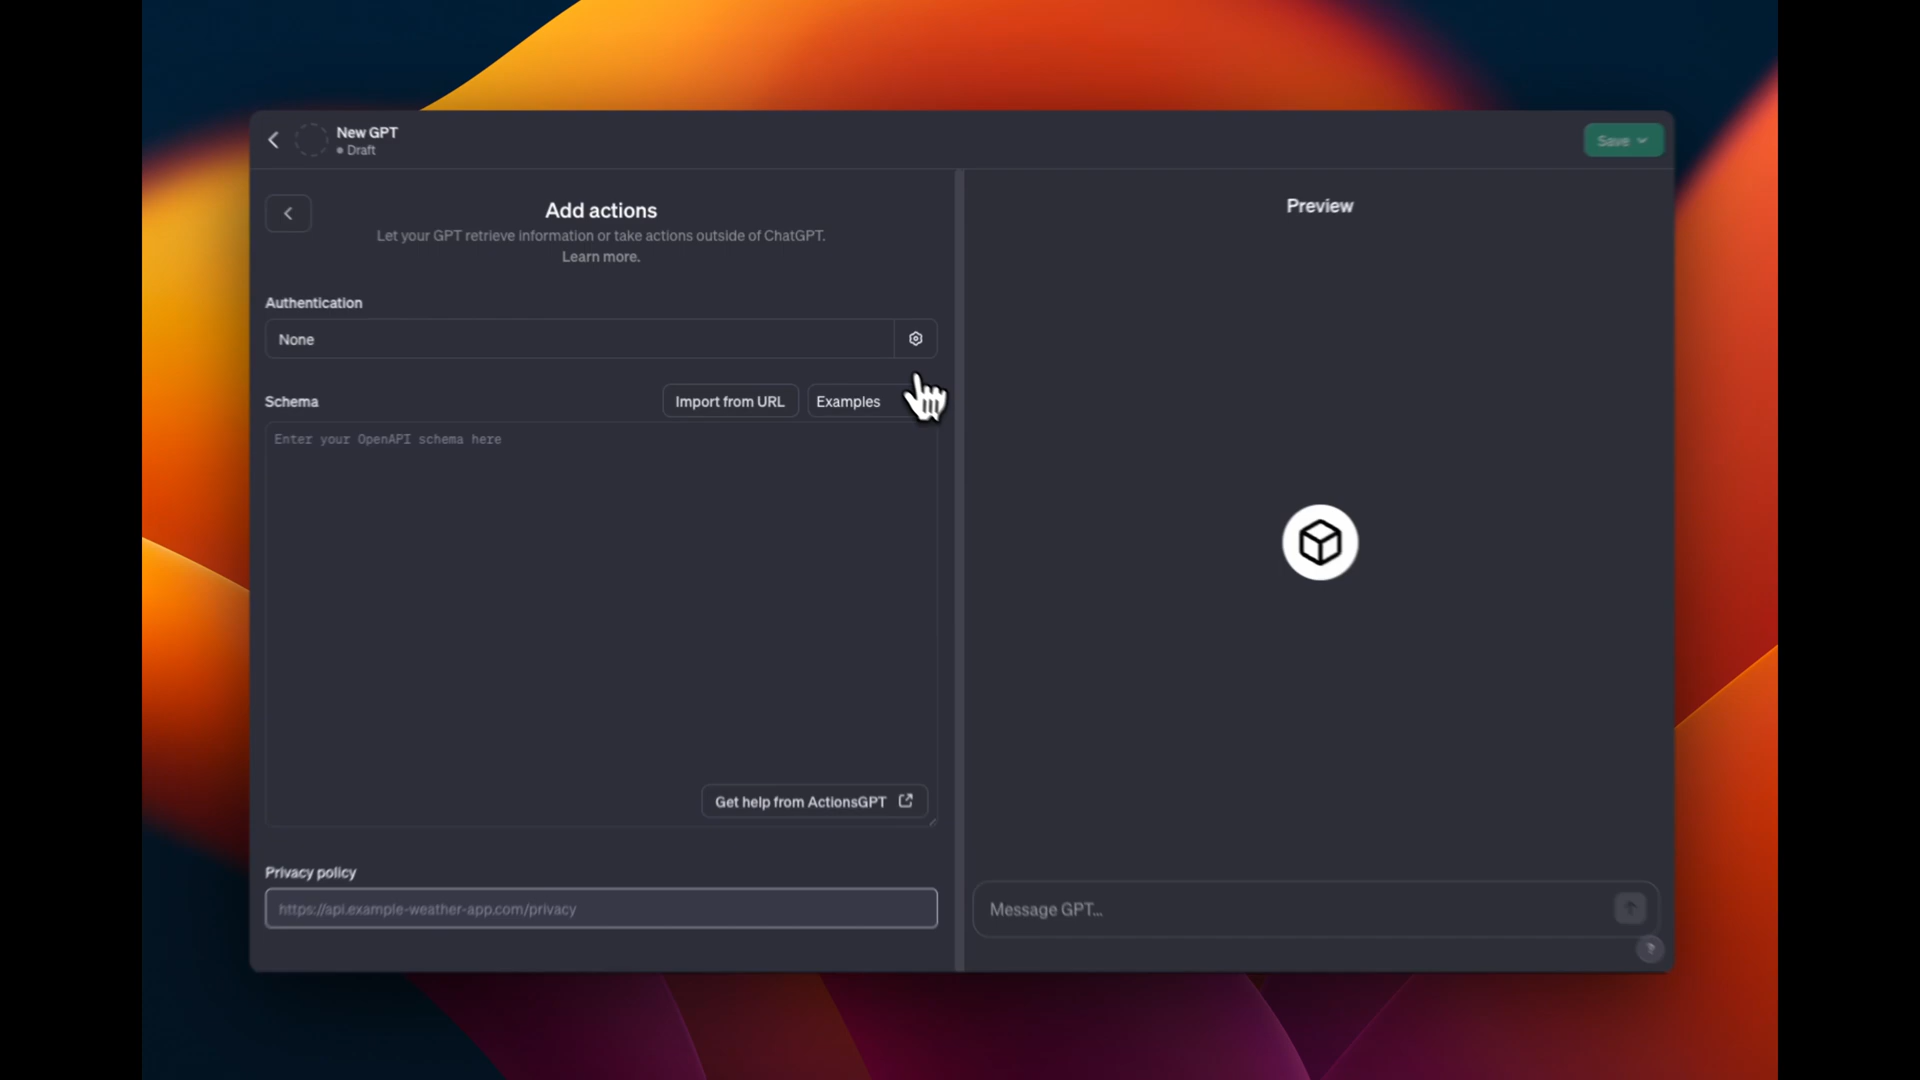 New GPT
Draft
Save
Add actions
Let your GPT retrieve information or take actions outside of ChatGPT.
Learn more.
Authentication
None
Schema
Import from URL
Examples
Enter your OpenAPI schema here
Get help from ActionsGPT
Privacy policy
https://api.example-weather-app.com/privacy
Preview
Message GPT...
?